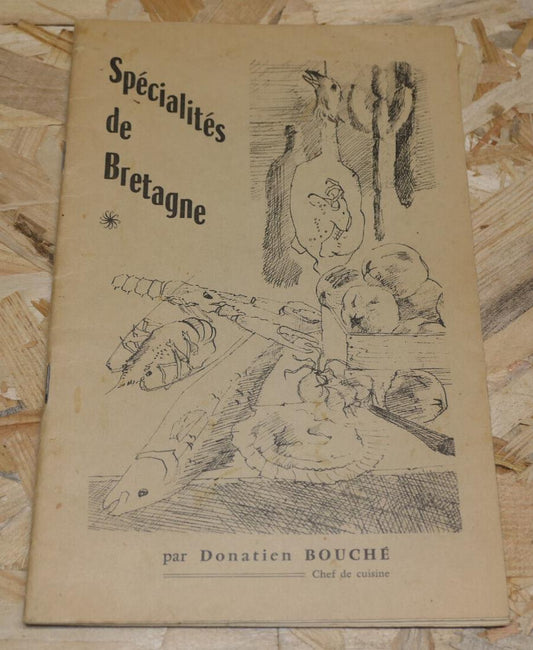 Spécialités
de
Bretagne
par Donatien BOUCHÉ
Chef de cuisine